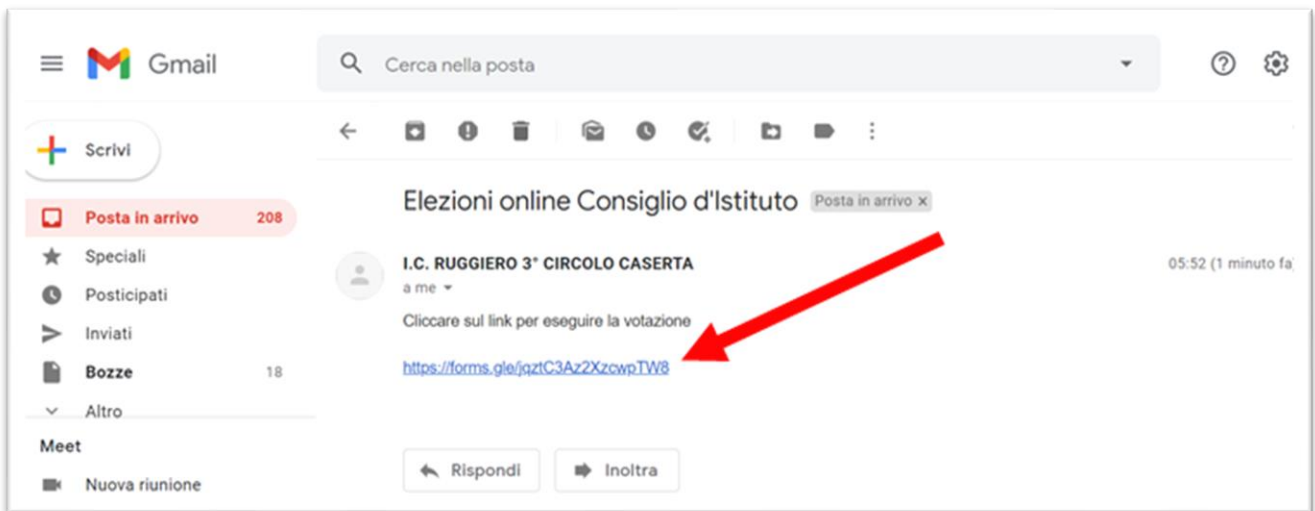 Gmail
Cerca nella posta
Scrivi
Posta in arrivo 208
Speciali
Posticipati
Inviati
Bozze 18
Altro
Meet
Nuova riunione
Elezioni online Consiglio d'Istituto Posta in arrivo x
I.C. RUGGIERO 3° CIRCOLO CASERTA 05:52 (1 minuto fa)
a me
Cliccare sul link per eseguire la votazione
https://forms.gle/jqztC3Az2XzcwpTW8
Rispondi Inoltra